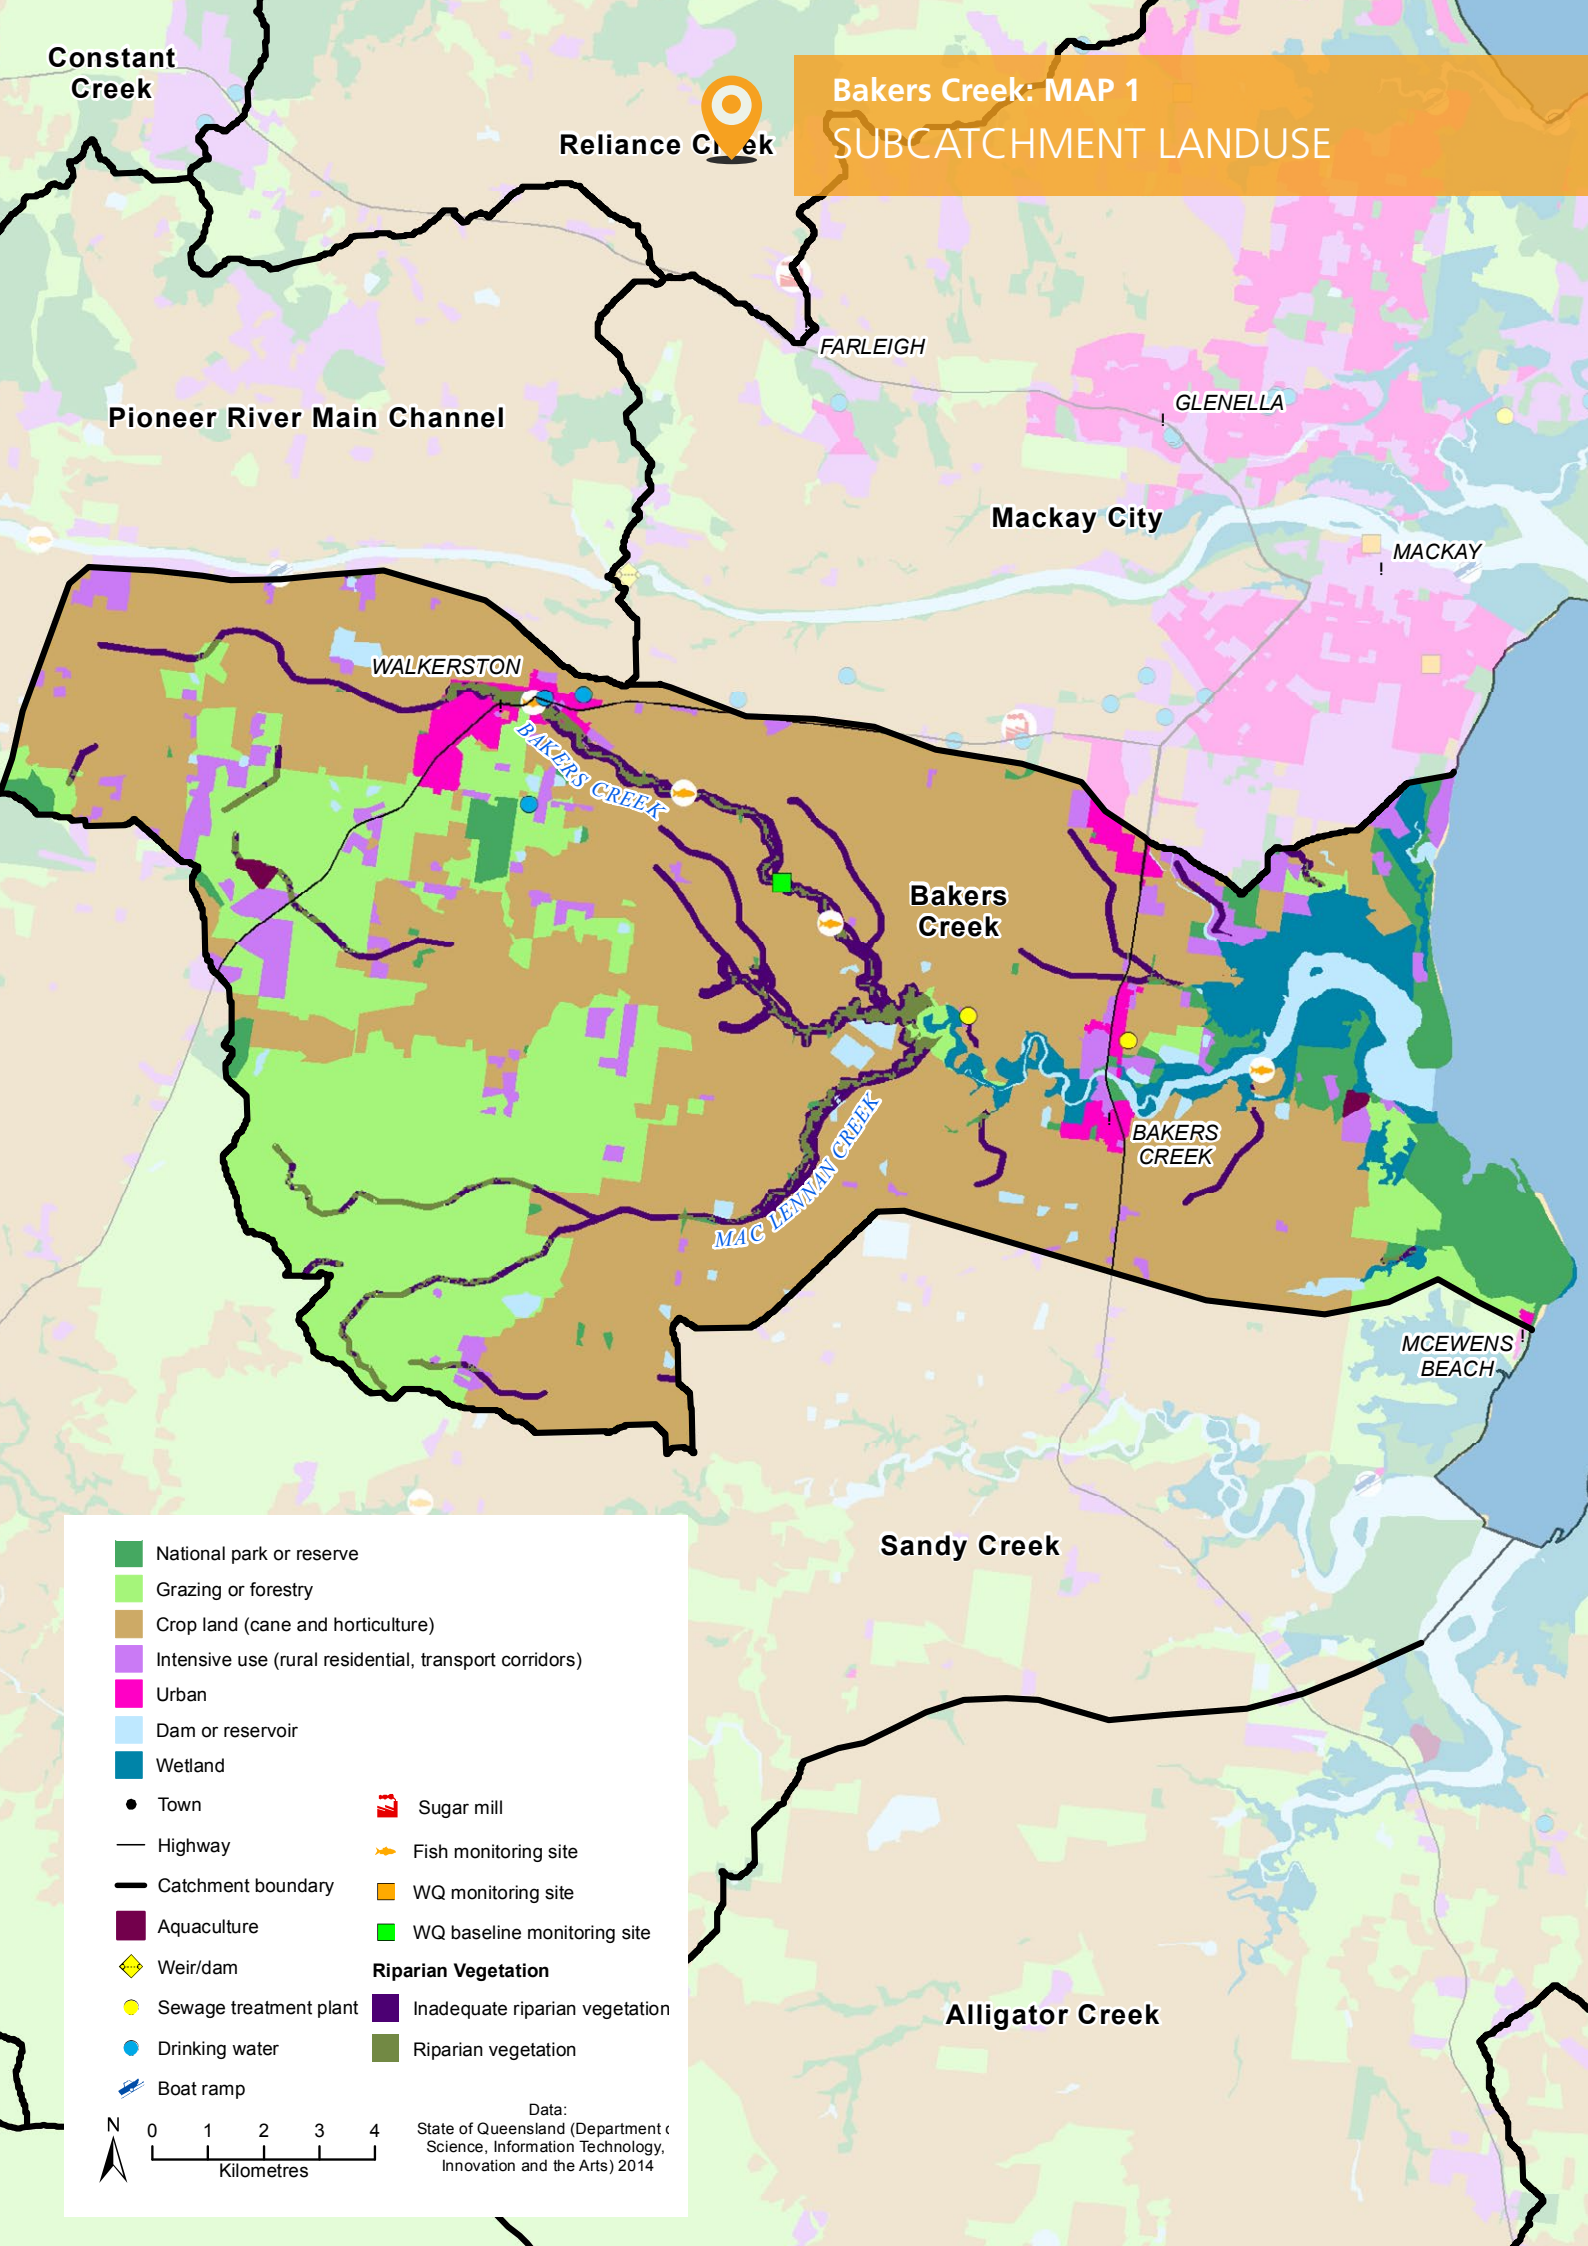 Constant
Creek
Reliance Creek
Bakers Creek: MAP 1
SUBCATCHMENT LANDUSE
FARLEIGH
GLENELLA
Pioneer River Main Channel
Mackay City
MACKAY
WALKERSTON
BAKERS CREEK
Bakers
Creek
MAC LENNAN CREEK
BAKERS
CREEK
MCEWENS
BEACH
Sandy Creek
Alligator Creek
National park or reserve
Grazing or forestry
Crop land (cane and horticulture)
Intensive use (rural residential, transport corridors)
Urban
Dam or reservoir
Wetland
Town
Highway
Catchment boundary
Aquaculture
Weir/dam
Sewage treatment plant
Drinking water
Boat ramp
Sugar mill
Fish monitoring site
WQ monitoring site
WQ baseline monitoring site
Riparian Vegetation
Inadequate riparian vegetation
Riparian vegetation
N
0 1 2 3 4
Kilometres
Data:
State of Queensland (Department
Science, Information Technology,
Innovation and the Arts) 2014